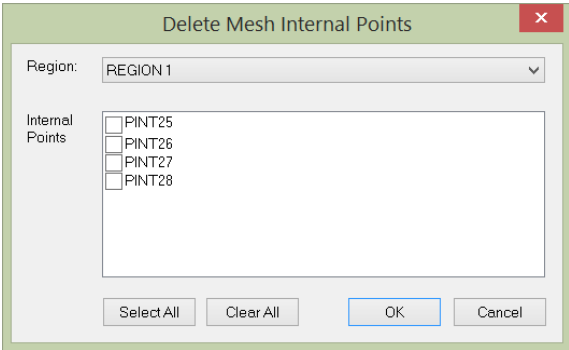 Delete Mesh Internal Points
Region:
REGION 1
Internal
Points
PINT25
PINT26
PINT27
PINT28
Select All
Clear All
OK
Cancel